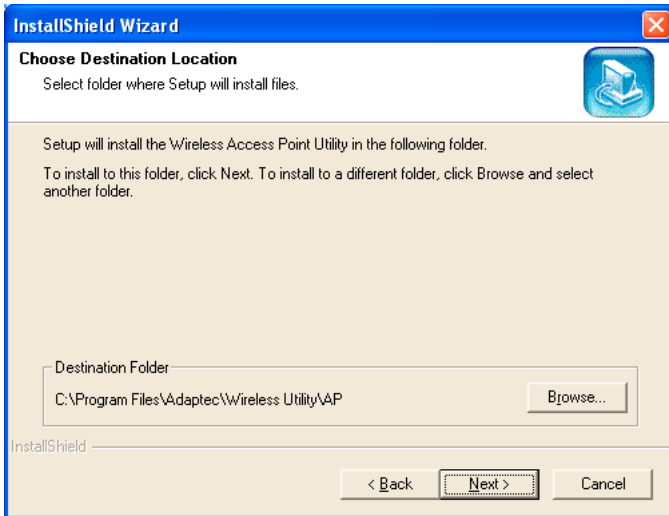 InstallShield Wizard
Choose Destination Location
Select folder where Setup will install files.
Setup will install the Wireless Access Point Utility in the following folder.
To install to this folder, click Next. To install to a different folder, click Browse and select
another folder.
Destination Folder
C:\Program Files\Adaptec\Wireless Utility\AP
Browse...
InstallShield
< Back
Next >
Cancel